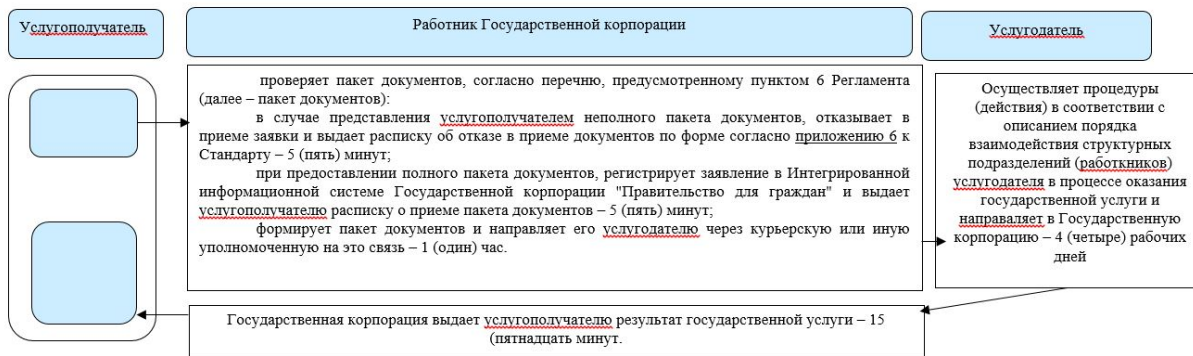 Услугополучатель
Работник Государственной корпорации
Услугодатель
проверяет пакет документов, согласно перечню, предусмотренному пунктом 6 Регламента
(далее – пакет документов):
в случае представления услугополучателем неполного пакета документов, отказывает в
приеме заявки и выдает расписку об отказе в приеме документов по форме согласно приложению 6 к
Стандарту – 5 (пять) минут;
при предоставлении полного пакета документов, регистрирует заявление в Интегрированной
информационной системе Государственной корпорации "Правительство для граждан" и выдает
услугополучателю расписку о приеме пакета документов – 5 (пять) минут;
формирует пакет документов и направляет его услугодателю через курьерскую или иную
уполномоченную на это связь – 1 (один) час.
Осуществляет процедуры
(действия) в соответствии с
описанием порядка
взаимодействия структурных
подразделений (работкников)
услугодателя в процессе оказания
государственной услуги и
направаляет в Государственную
корпорацию – 4 (четыре) рабочих
дней
Государственная корпорация выдает услугополучателю результат государственной услуги – 15
(пятнадцать минут.